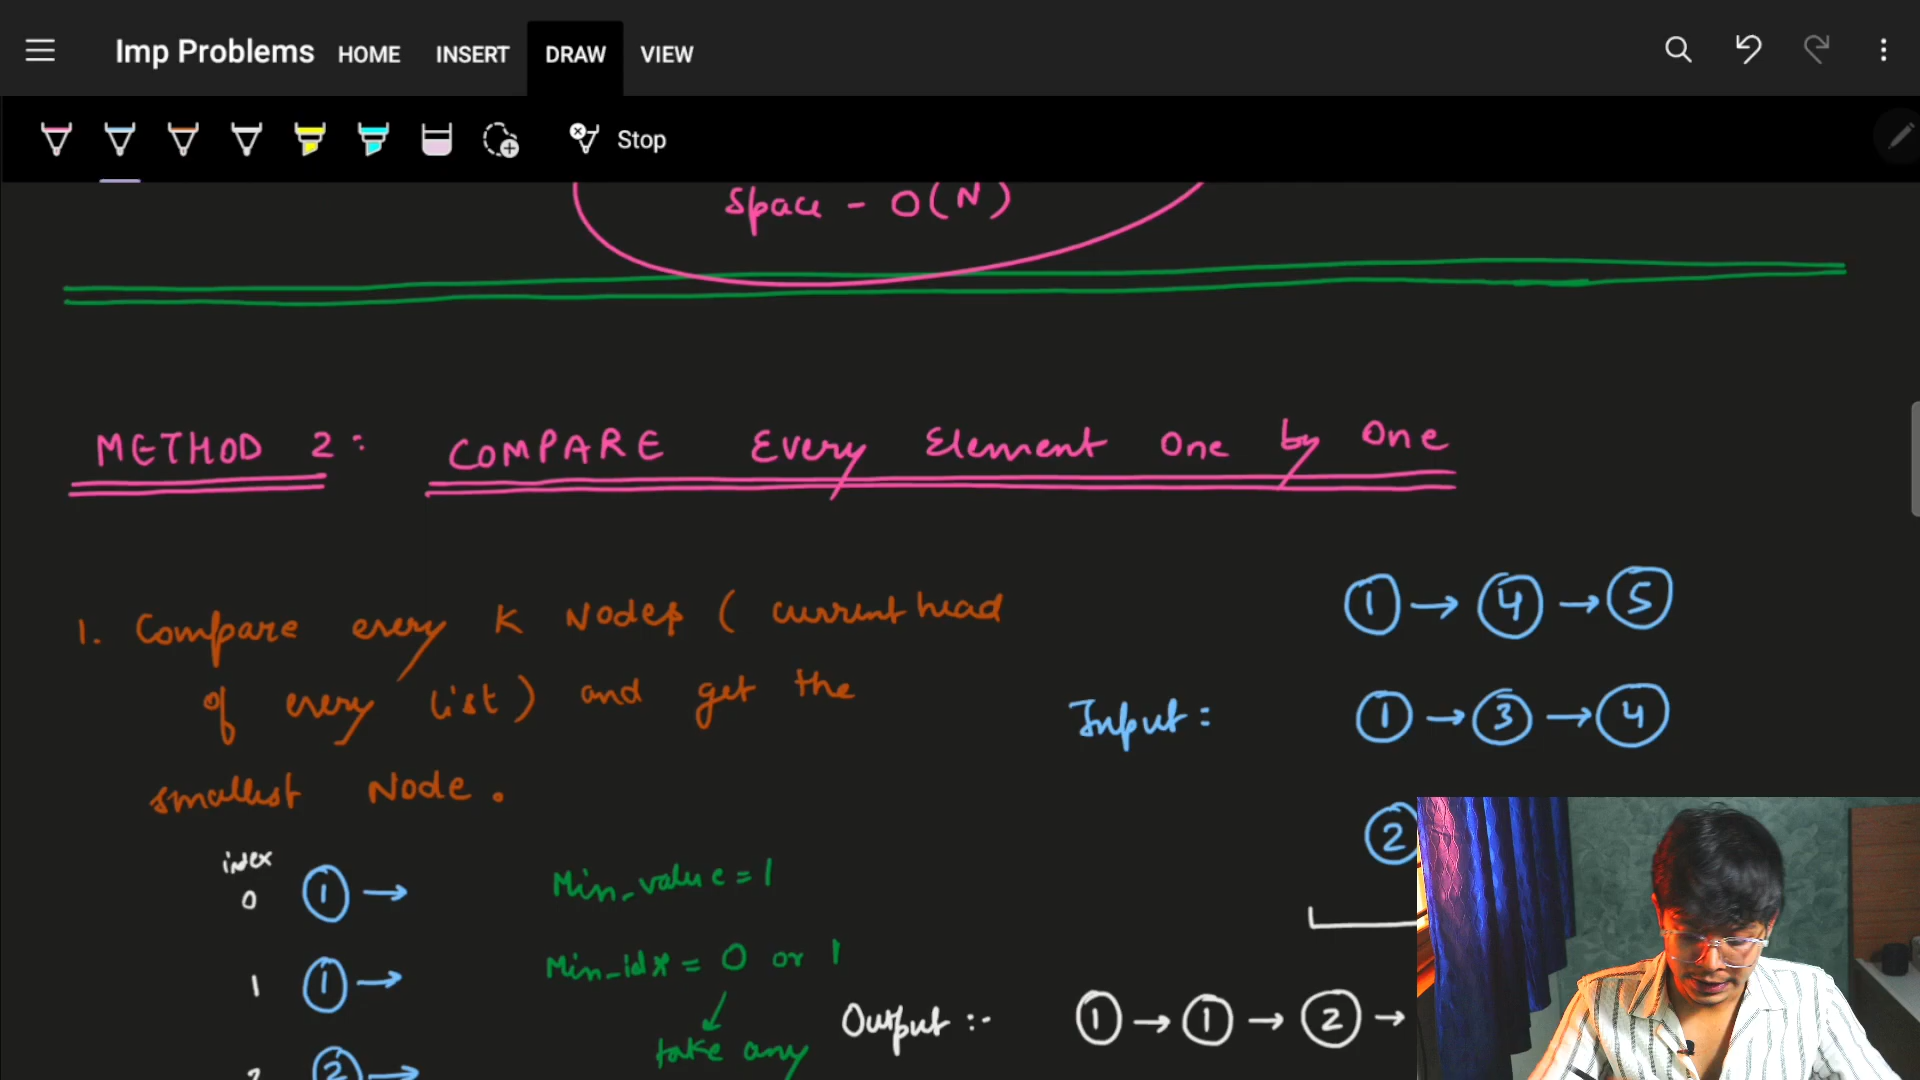 Imp Problems HOME INSERT DRAW VIEW
Stop
Space - O(N)
METHOD 2: COMPARE Every Element One by One
1. Compare every K Nodes (current head
of every list) and get the
smallest Node.
1 → 4 → 5
Input:
1 → 3 → 4
2
index
0 1 →
1 1 →
2 2 →
Min_value = 1
Min_idx = 0 or 1
take any
Output :-
1 → 1 → 2 →